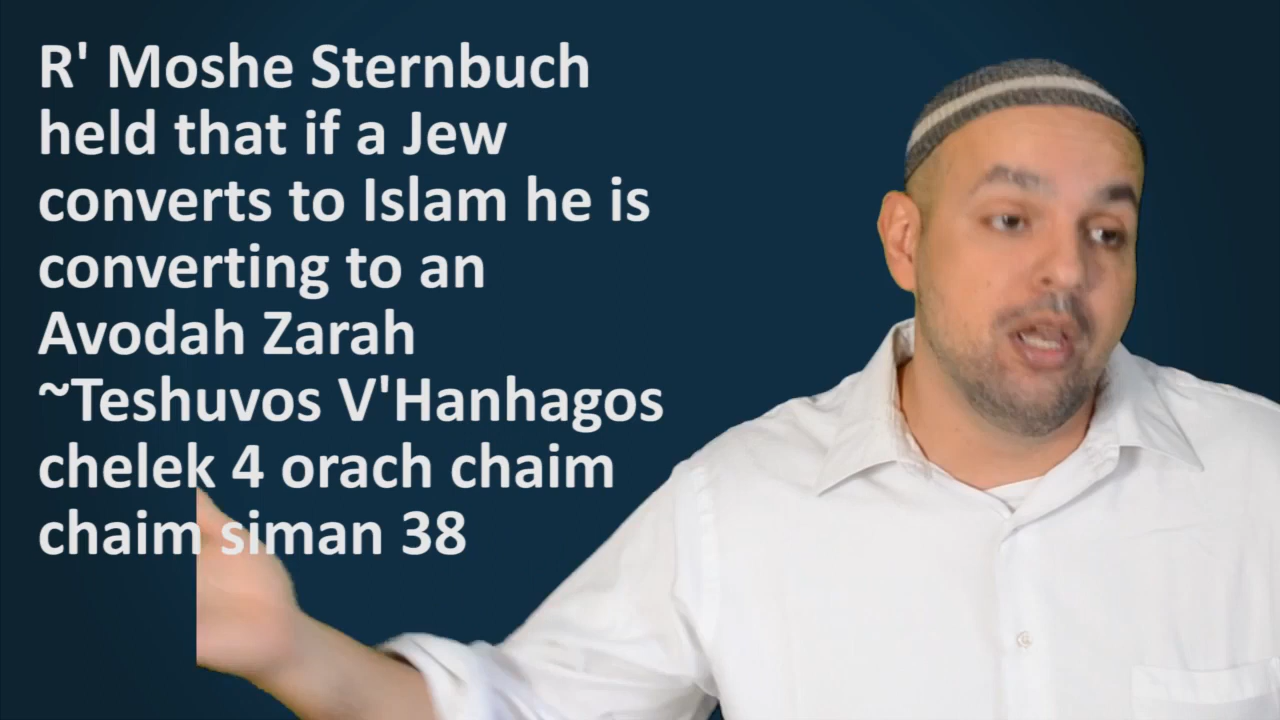 R' Moshe Sternbuch
held that if a Jew
converts to Islam he is
converting to an
Avodah Zarah
~Teshuvos V'Hanhagos
chelek 4 orach chaim
chaim siman 38